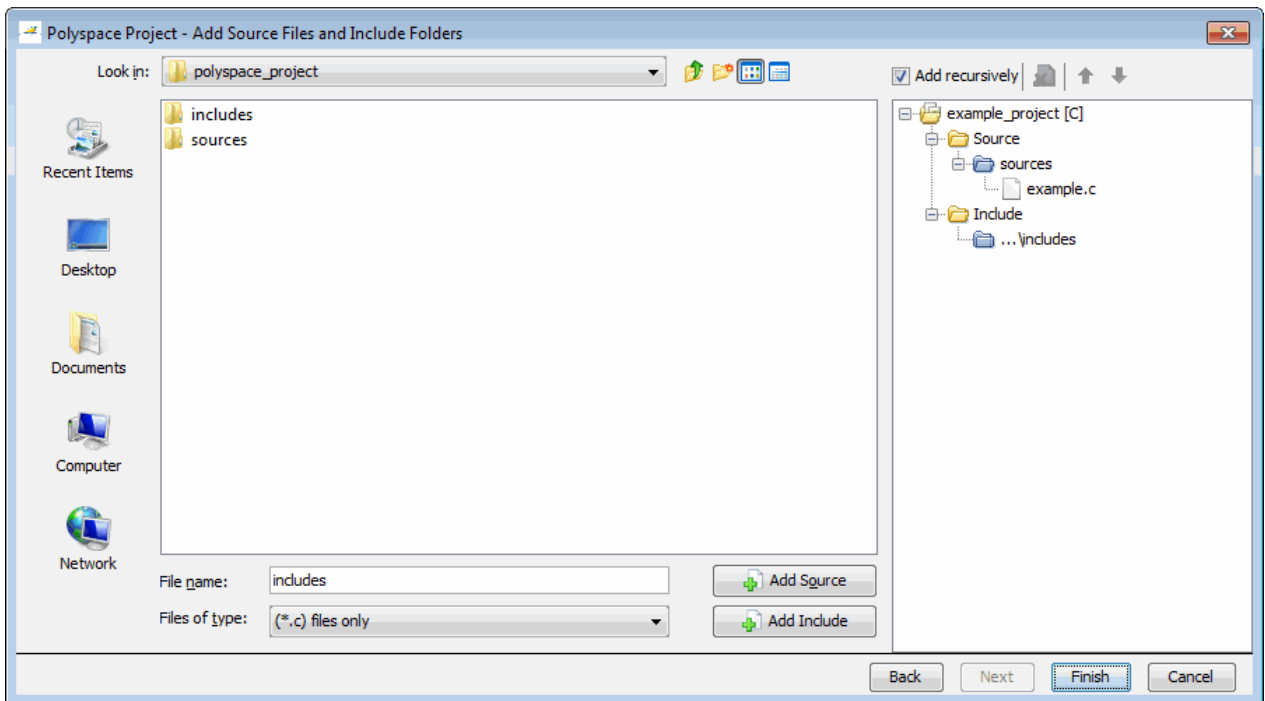 Polyspace Project - Add Source Files and Include Folders
Look in: polyspace_project
Add recursively
includes
sources
Recent Items
Desktop
Documents
Computer
Network
example_project [C]
Source
sources
example.c
Include
...\includes
File name: includes
Add Source
Files of type: (*.c) files only
Add Include
Back Next Finish Cancel